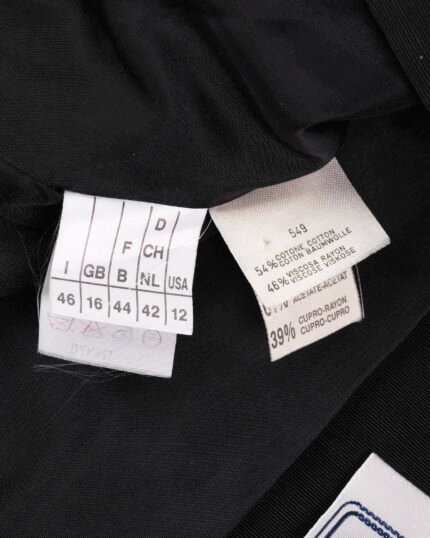 D
F CH
I GB B NL USA
46 16 44 42 12
549
54% COTONE COTTON
COTON BAUMWOLLE
46% VISCOSA RAYON
VISCOSE VISKOSE
ACETATE-ACETAT
39% CUPRO-RAYON
CUPRO-CUPRO